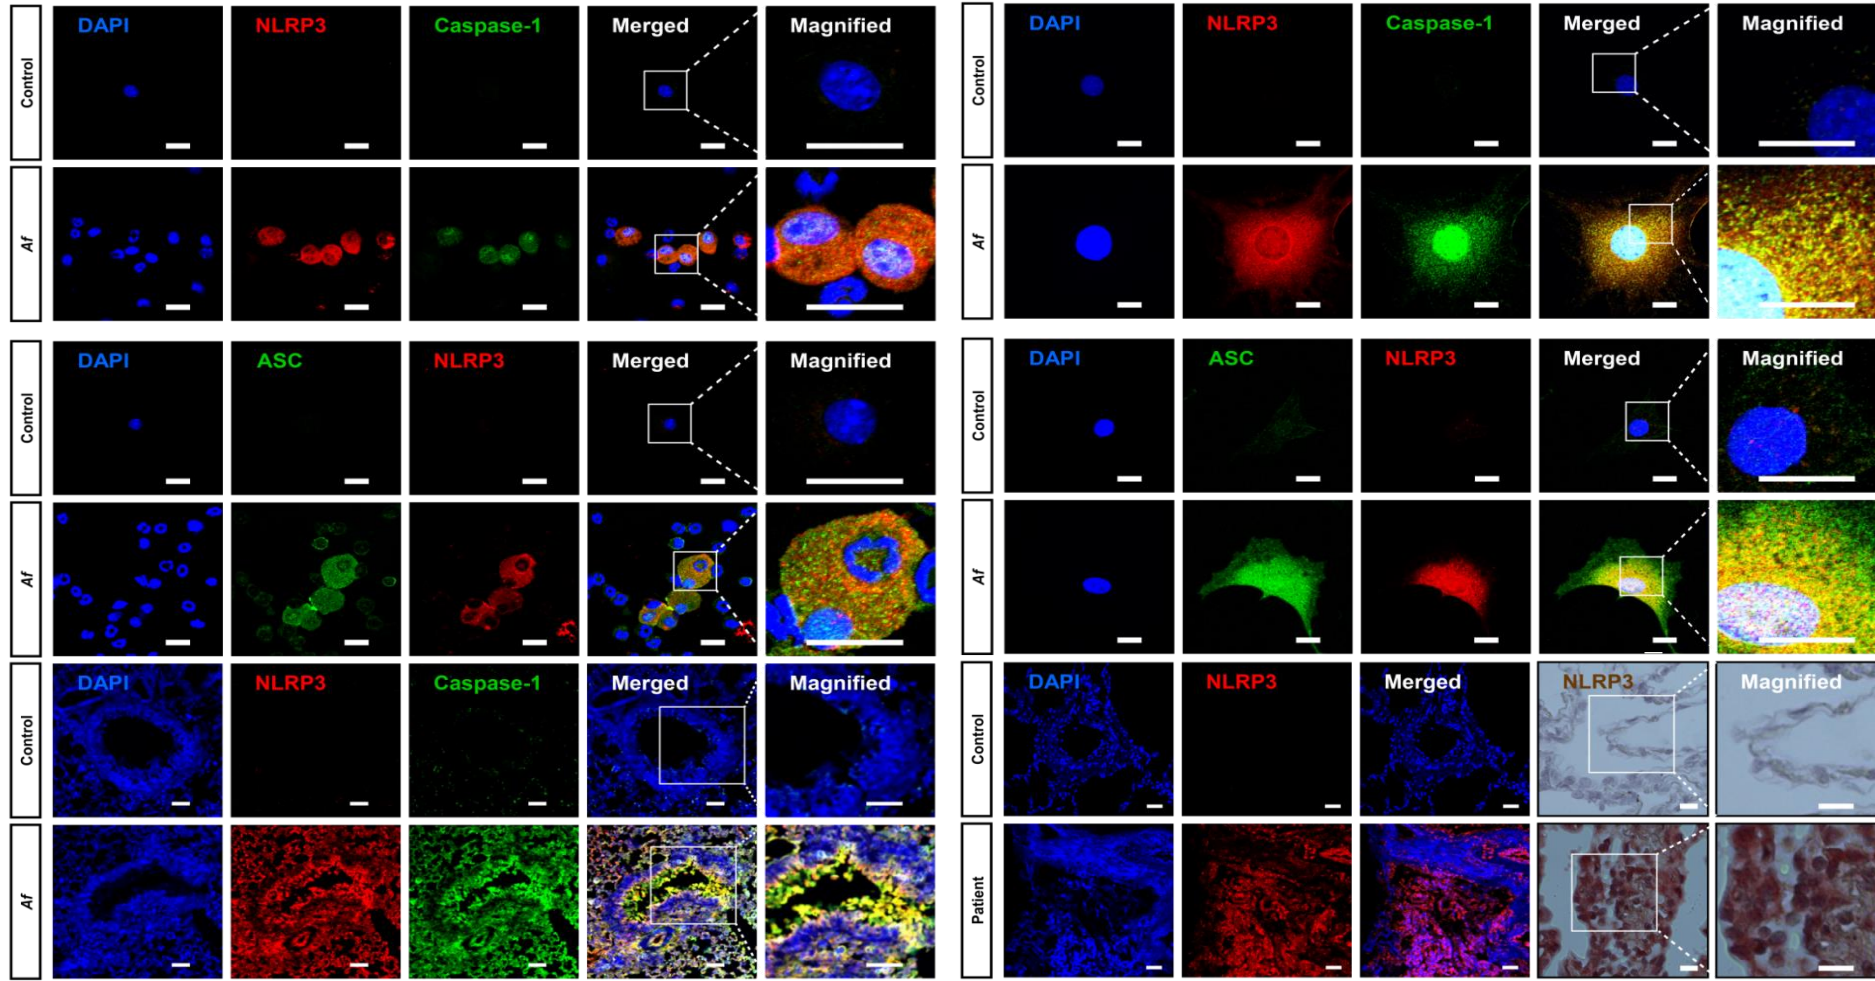 Control
DAPI
NLRP3
Caspase-1
Merged
Magnified
Af
Control
DAPI
NLRP3
Caspase-1
Merged
Magnified
Af
Control
DAPI
ASC
NLRP3
Merged
Magnified
Af
Control
DAPI
ASC
NLRP3
Merged
Magnified
Af
Control
DAPI
NLRP3
Caspase-1
Merged
Magnified
Af
Control
DAPI
NLRP3
Merged
NLRP3
Magnified
Patient